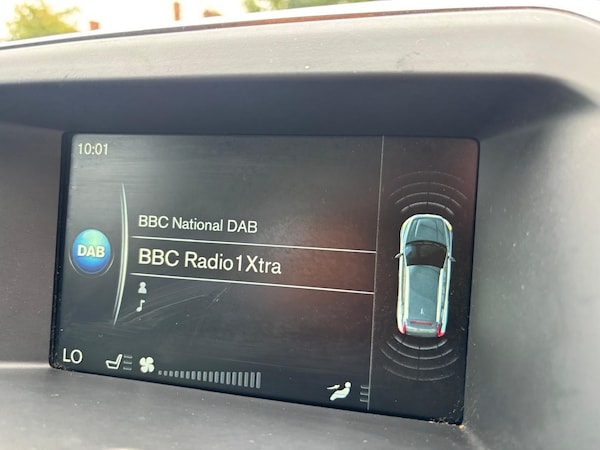 10:01
BBC National DAB
DAB
BBC Radio 1Xtra
LO